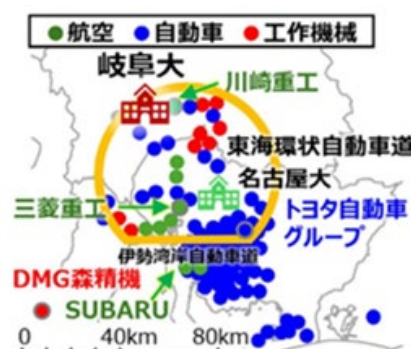 ●航空 ●自動車 ●工作機械
岐阜大
川崎重工
東海環状自動車道
名古屋大
三菱重工
トヨタ自動車
グループ
伊勢湾岸自動車道
DMG森精機
SUBARU
0 40km 80km